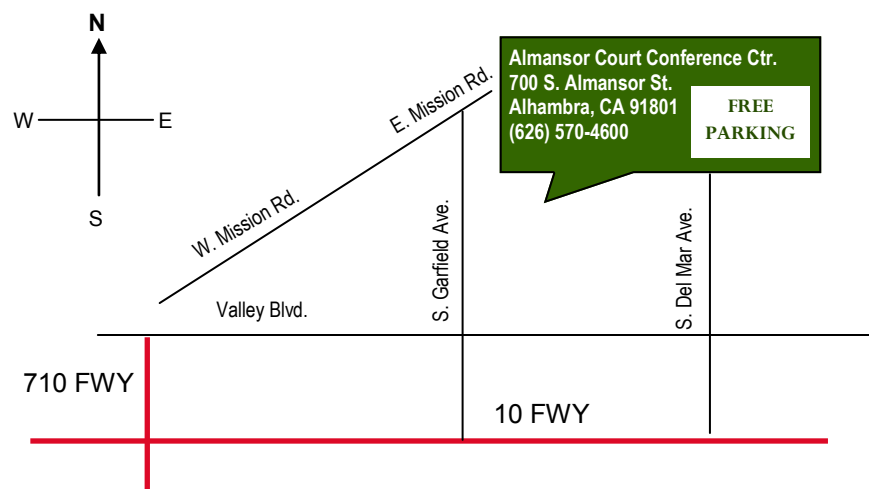 N
W
E
S
Almansor Court Conference Ctr.
700 S. Almansor St.
Alhambra, CA 91801
(626) 570-4600
FREE
PARKING
E. Mission Rd.
W. Mission Rd.
S. Garfield Ave.
S. Del Mar Ave.
Valley Blvd.
710 FWY
10 FWY